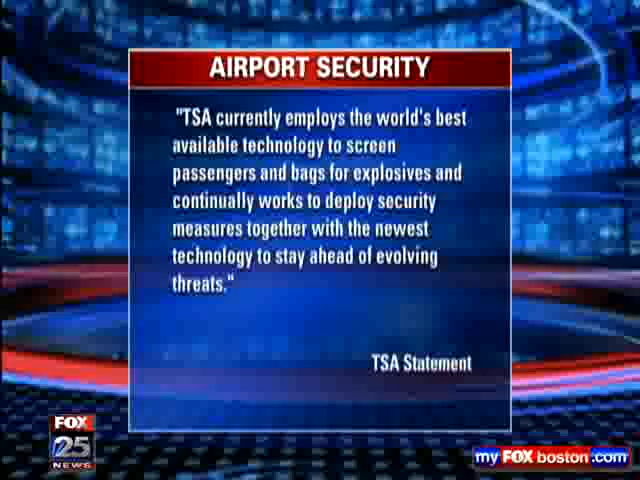 AIRPORT SECURITY
"TSA currently employs the world's best
available technology to screen
passengers and bags for explosives and
continually works to deploy security
measures together with the newest
technology to stay ahead of evolving
threats."
TSA Statement
FOX
25
NEWS
myFOXboston.com